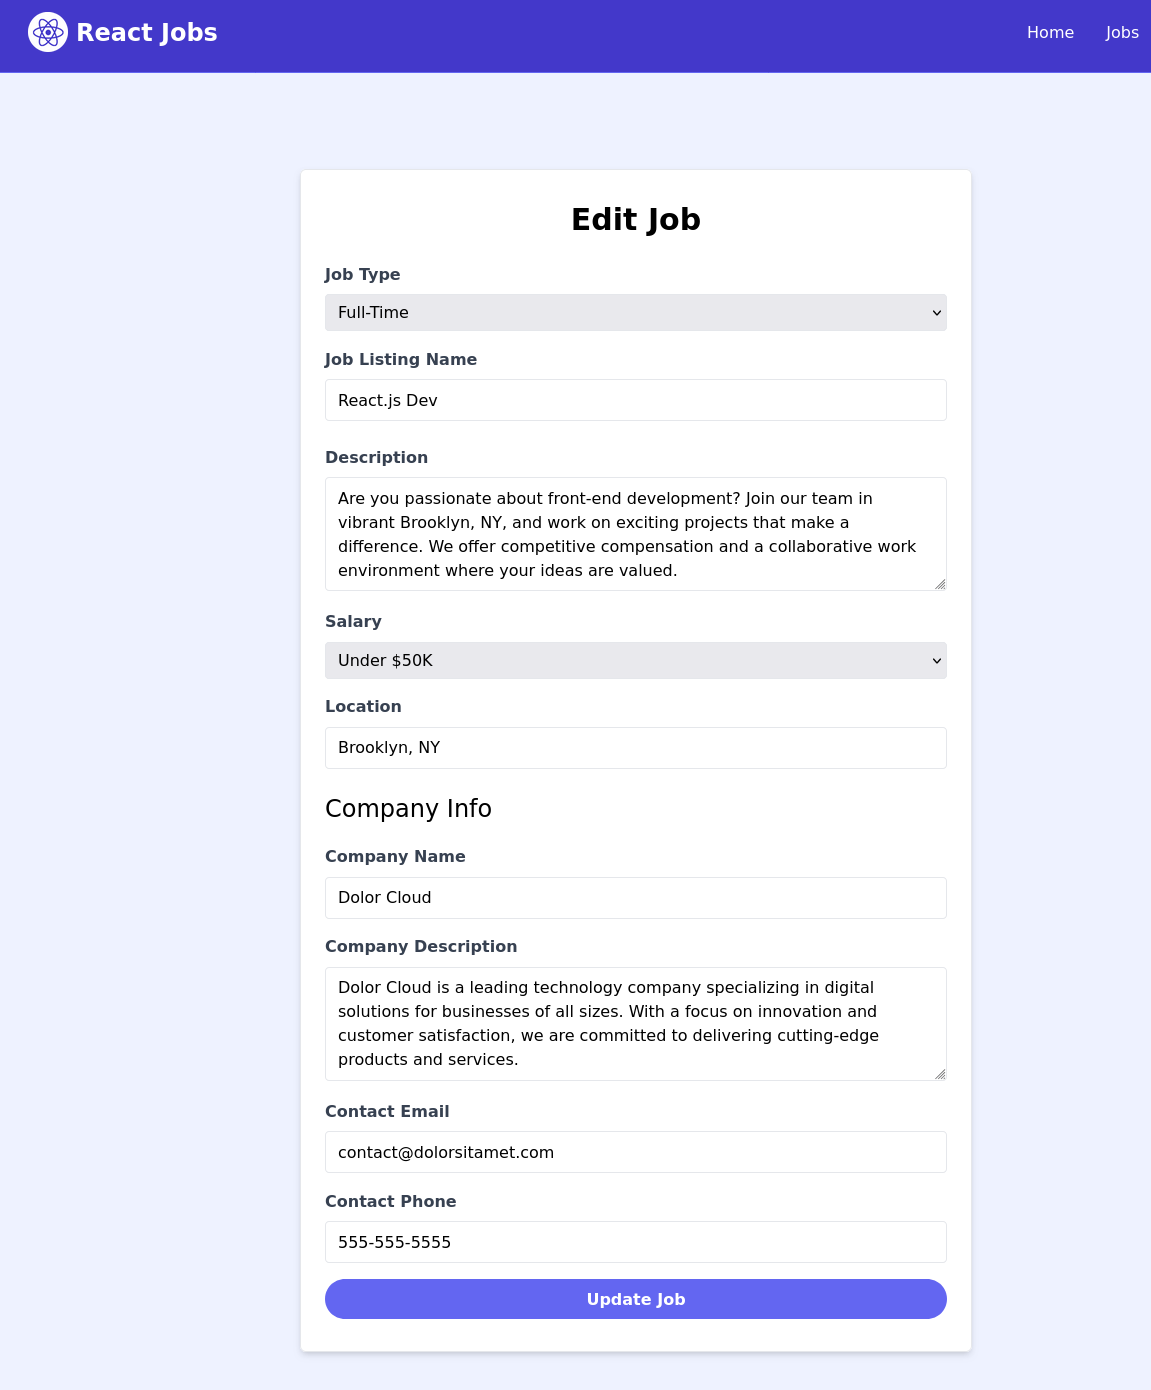 React Jobs
Home
Jobs
Edit Job
Job Type
Full-Time
Job Listing Name
React.js Dev
Description
Are you passionate about front-end development? Join our team in
vibrant Brooklyn, NY, and work on exciting projects that make a
difference. We offer competitive compensation and a collaborative work
environment where your ideas are valued.
Salary
Under $50K
Location
Brooklyn, NY
Company Info
Company Name
Dolor Cloud
Company Description
Dolor Cloud is a leading technology company specializing in digital
solutions for businesses of all sizes. With a focus on innovation and
customer satisfaction, we are committed to delivering cutting-edge
products and services.
Contact Email
contact@dolorsitamet.com
Contact Phone
555-555-5555
Update Job